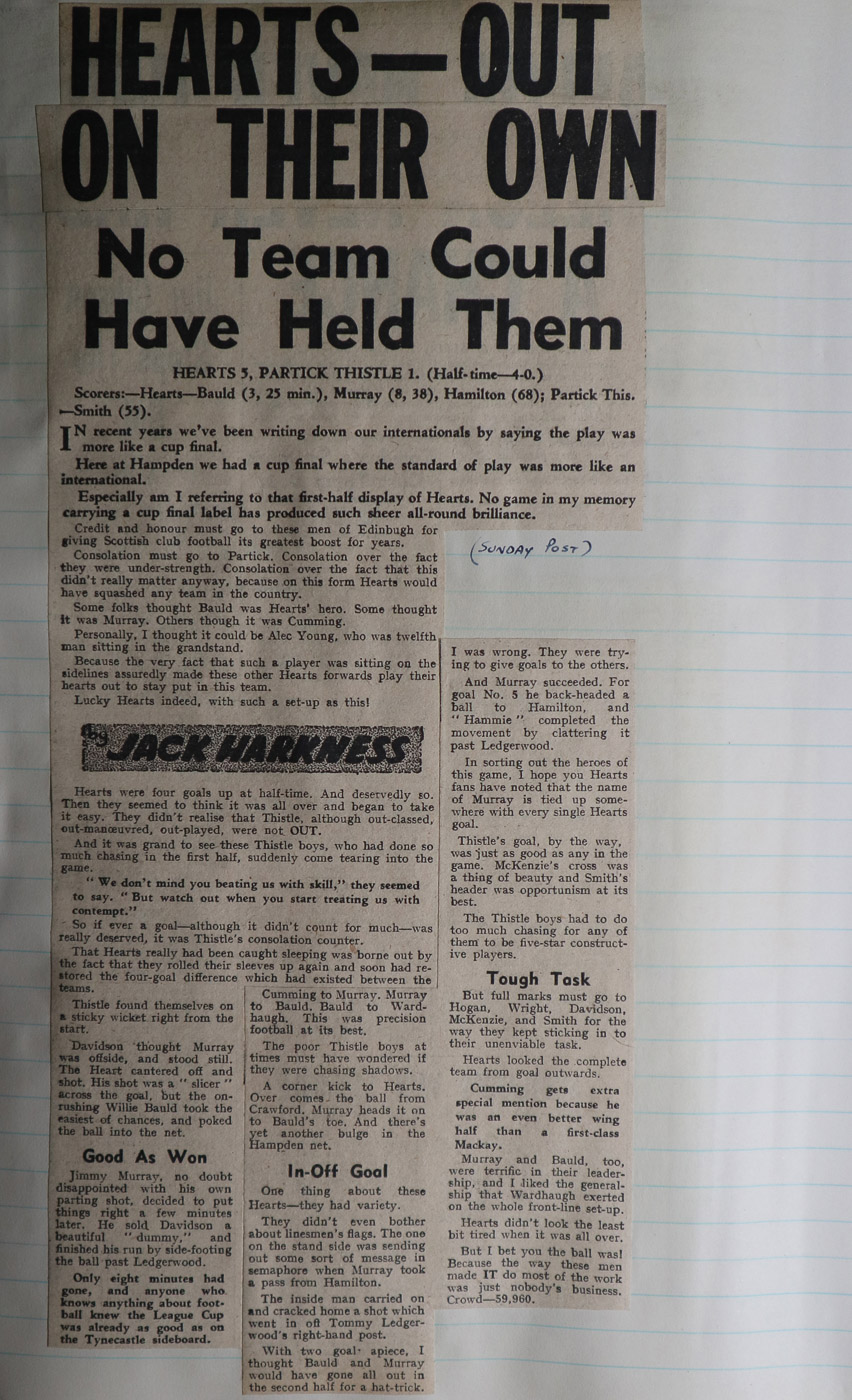 HEARTS—OUT
ON THEIR OWN
No Team Could
Have Held Them
HEARTS 5, PARTICK THISTLE 1. (Half-time—4-0.)
Scorers:—Hearts—Bauld (3, 25 min.), Murray (8, 38), Hamilton (68); Partick This.
—Smith (55).
IN recent years we've been writing down our internationals by saying the play was
more like a cup final.
Here at Hampden we had a cup final where the standard of play was more like an
international.
Especially am I referring to that first-half display of Hearts. No game in my memory
carrying a cup final label has produced such sheer all-round brilliance.
Credit and honour must go to these men of Edinbugh for
giving Scottish club football its greatest boost for years.
Consolation must go to Partick. Consolation over the fact
they were under-strength. Consolation over the fact that this
didn't really matter anyway, because on this form Hearts would
have squashed any team in the country.
Some folks thought Bauld was Hearts' hero. Some thought
it was Murray. Others though it was Cumming.
Personally, I thought it could be Alec Young, who was twelfth
man sitting in the grandstand.
Because the very fact that such a player was sitting on the
sidelines assuredly made these other Hearts forwards play their
hearts out to stay put in this team.
Lucky Hearts indeed, with such a set-up as this!
By JACK HARKNESS
Hearts were four goals up at half-time. And deservedly so.
Then they seemed to think it was all over and began to take
it easy. They didn't realise that Thistle, although out-classed,
out-manœuvred, out-played, were not OUT.
And it was grand to see these Thistle boys, who had done so
much chasing in the first half, suddenly come tearing into the
game.
"We don't mind you beating us with skill," they seemed
to say. "But watch out when you start treating us with
contempt."
So if ever a goal—although it didn't count for much—was
really deserved, it was Thistle's consolation counter.
That Hearts really had been caught sleeping was borne out by
the fact that they rolled their sleeves up again and soon had re-
stored the four-goal difference which had existed between the
teams.
Thistle found themselves on
a sticky wicket right from the
start.
Davidson thought Murray
was offside, and stood still.
The Heart cantered off and
shot. His shot was a "slicer"
across the goal, but the on-
rushing Willie Bauld took the
easiest of chances, and poked
the ball into the net.
Good As Won
Jimmy Murray, no doubt
disappointed with his own
parting shot, decided to put
things right a few minutes
later. He sold Davidson a
beautiful "dummy," and
finished his run by side-footing
the ball past Ledgerwood.
Only eight minutes had
gone, and anyone who
knows anything about foot-
ball knew the League Cup
was already as good as on
the Tynecastle sideboard.
Cumming to Murray. Murray
to Bauld. Bauld to Ward-
haugh. This was precision
football at its best.
The poor Thistle boys at
times must have wondered if
they were chasing shadows.
A corner kick to Hearts.
Over comes the ball from
Crawford, Murray heads it on
to Bauld's toe. And there's
yet another bulge in the
Hampden net.
In-Off Goal
One thing about these
Hearts—they had variety.
They didn't even bother
about linesmen's flags. The one
on the stand side was sending
out some sort of message in
semaphore when Murray took
a pass from Hamilton.
The inside man carried on
and cracked home a shot which
went in off Tommy Ledger-
wood's right-hand post.
With two goals apiece, I
thought Bauld and Murray
would have gone all out in
the second half for a hat-trick.
(SUNDAY POST)
I was wrong. They were try-
ing to give goals to the others.
And Murray succeeded. For
goal No. 5 he back-headed a
ball to Hamilton, and
"Hammie" completed the
movement by clattering it
past Ledgerwood.
In sorting out the heroes of
this game, I hope you Hearts
fans have noted that the name
of Murray is tied up some-
where with every single Hearts
goal.
Thistle's goal, by the way,
was just as good as any in the
game. McKenzie's cross was
a thing of beauty and Smith's
header was opportunism at its
best.
The Thistle boys had to do
too much chasing for any of
them to be five-star construct-
ive players.
Tough Task
But full marks must go to
Hogan, Wright, Davidson,
McKenzie, and Smith for the
way they kept sticking in to
their unenviable task.
Hearts looked the complete
team from goal outwards.
Cumming gets extra
special mention because he
was an even better wing
half than a first-class
Mackay.
Murray and Bauld, too,
were terrific in their leader-
ship, and I liked the general-
ship that Wardhaugh exerted
on the whole front-line set-up.
Hearts didn't look the least
bit tired when it was all over.
But I bet you the ball was!
Because the way these men
made IT do most of the work
was just nobody's business.
Crowd—59,960.